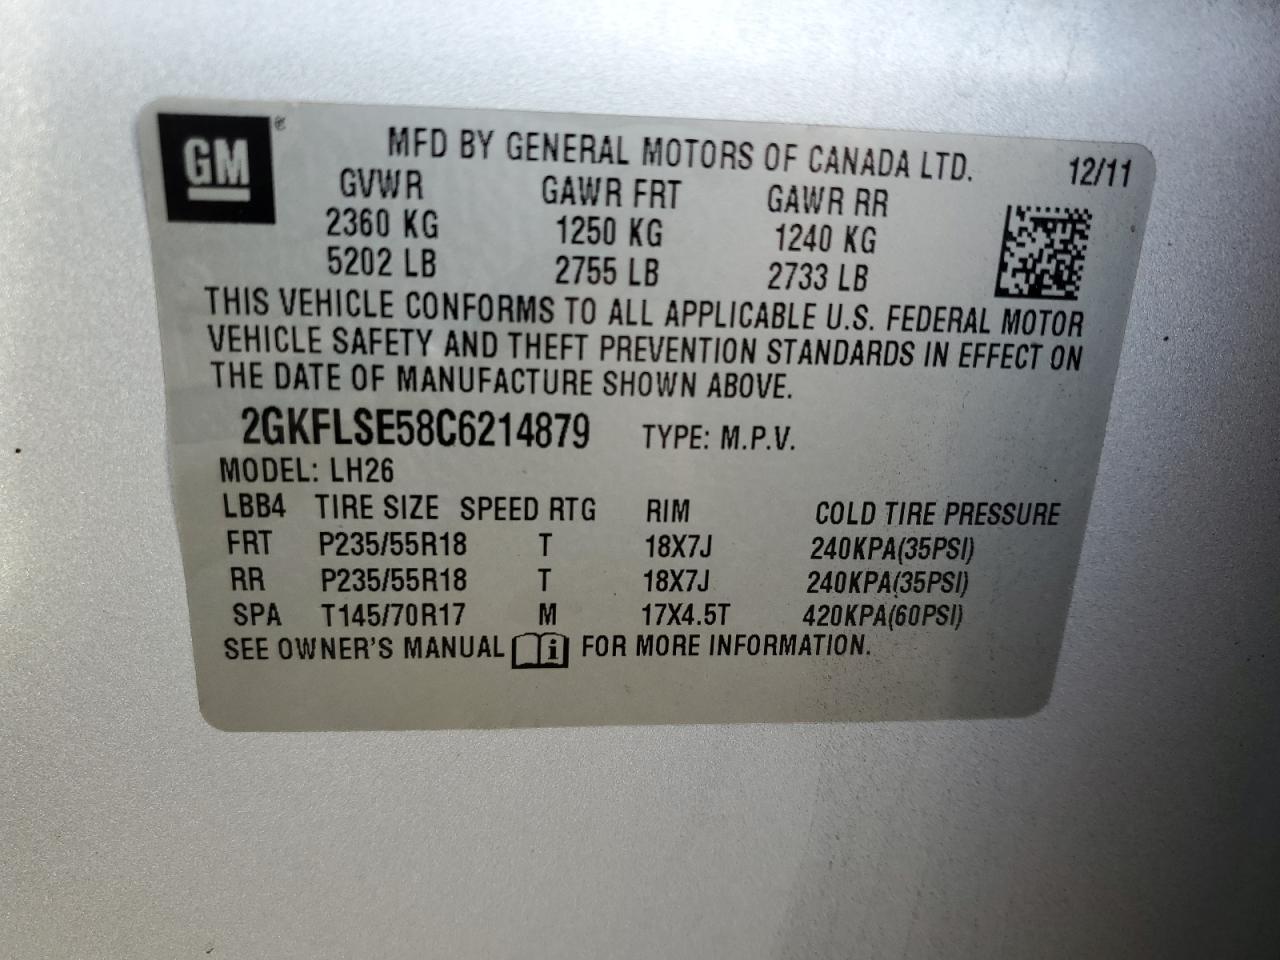 GM ® MFD BY GENERAL MOTORS OF CANADA LTD. 12/11
GVWR GAWR FRT GAWR RR
2360 KG 1250 KG 1240 KG
5202 LB 2755 LB 2733 LB
THIS VEHICLE CONFORMS TO ALL APPLICABLE U.S. FEDERAL MOTOR
VEHICLE SAFETY AND THEFT PREVENTION STANDARDS IN EFFECT ON
THE DATE OF MANUFACTURE SHOWN ABOVE.
2GKFLSE58C6214879 TYPE: M.P.V.
MODEL: LH26
LBB4 TIRE SIZE SPEED RTG RIM COLD TIRE PRESSURE
FRT P235/55R18 T 18X7J 240KPA(35PSI)
RR P235/55R18 T 18X7J 240KPA(35PSI)
SPA T145/70R17 M 17X4.5T 420KPA(60PSI)
SEE OWNER'S MANUAL i FOR MORE INFORMATION.